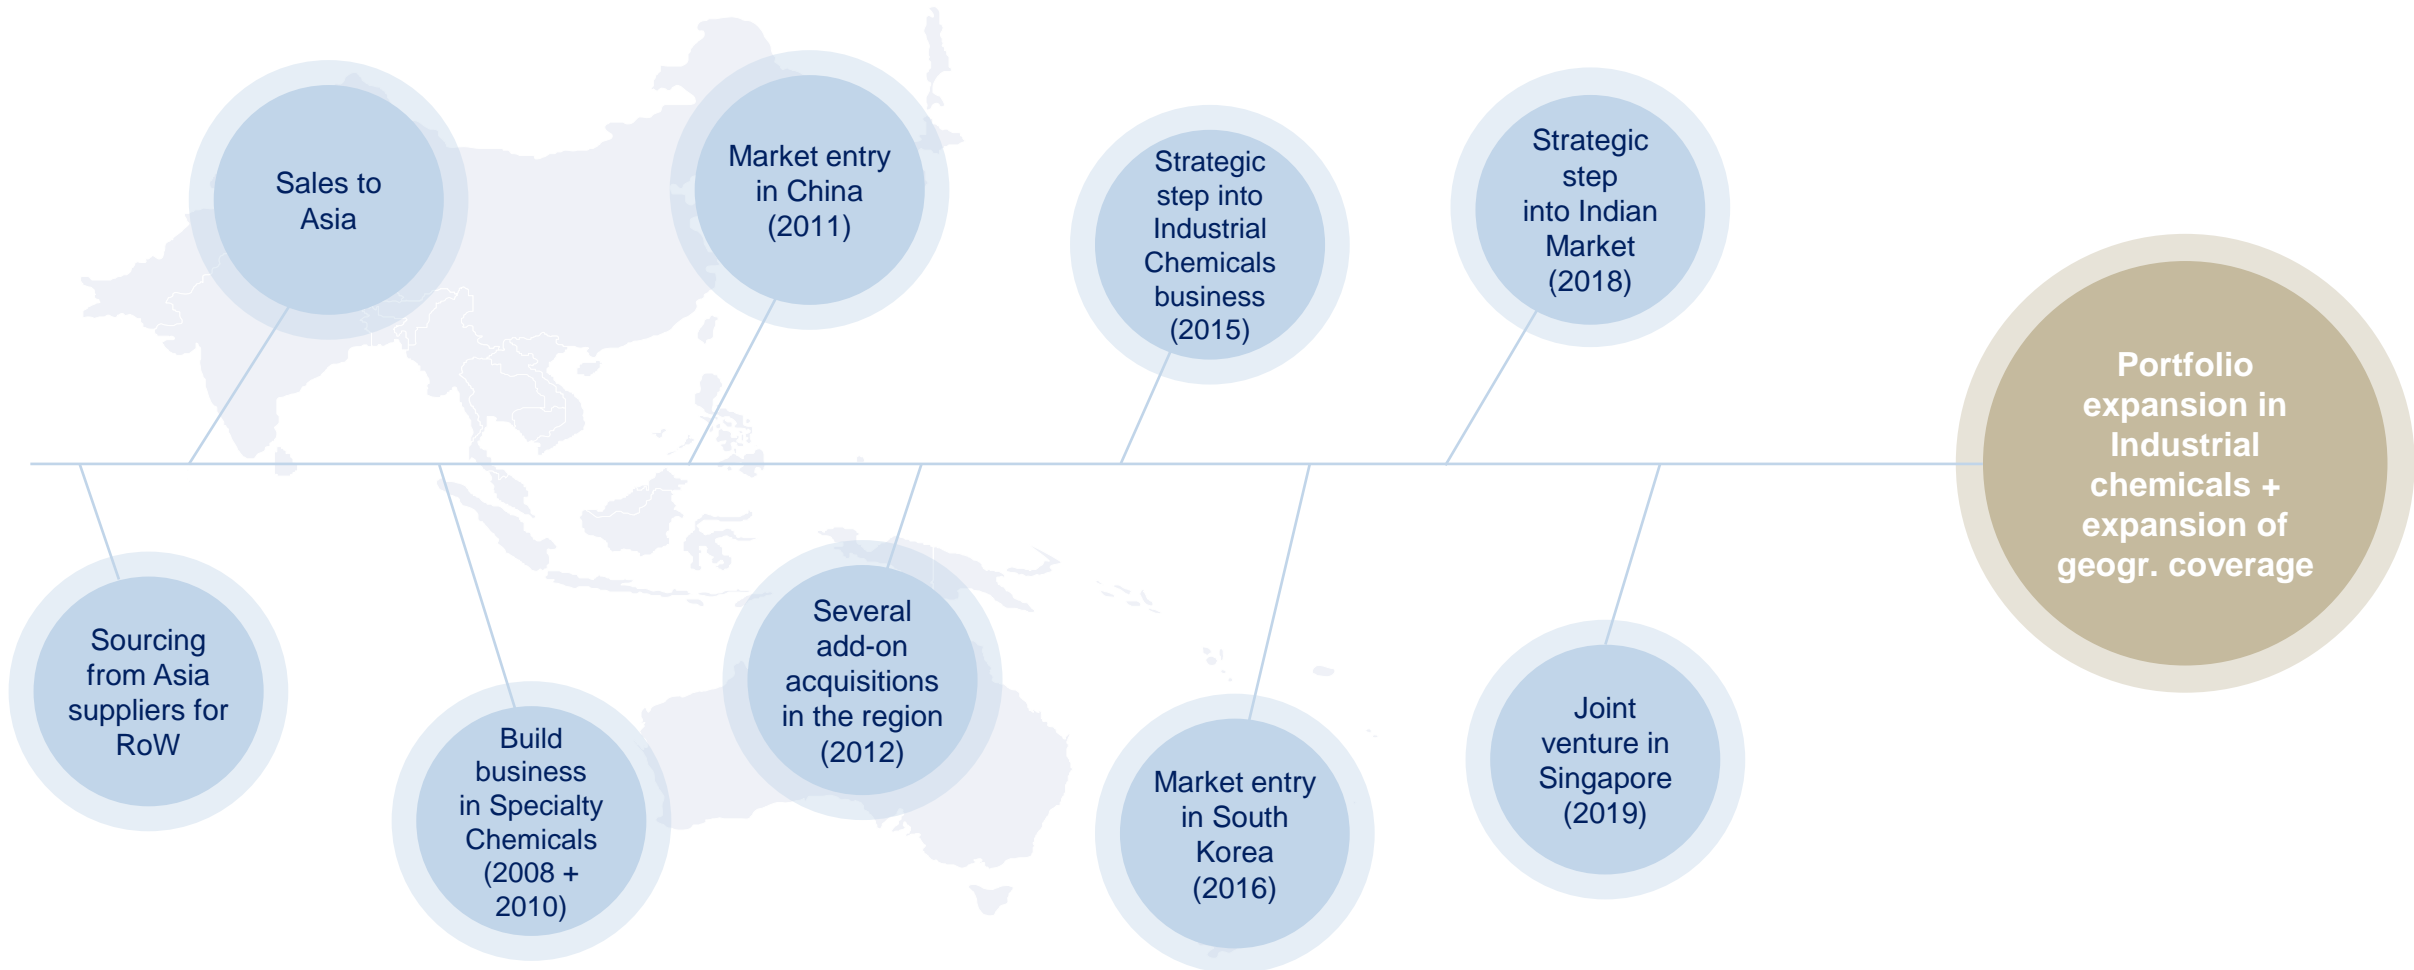 Sales to
Asia
Market entry
in China
(2011)
Strategic
step into
Industrial
Chemicals
business
(2015)
Strategic
step
into Indian
Market
(2018)
Portfolio
expansion in
Industrial
chemicals +
expansion of
geogr. coverage
Sourcing
from Asia
suppliers for
RoW
Build
business
in Specialty
Chemicals
(2008 +
2010)
Several
add-on
acquisitions
in the region
(2012)
Market entry
in South
Korea
(2016)
Joint
venture in
Singapore
(2019)